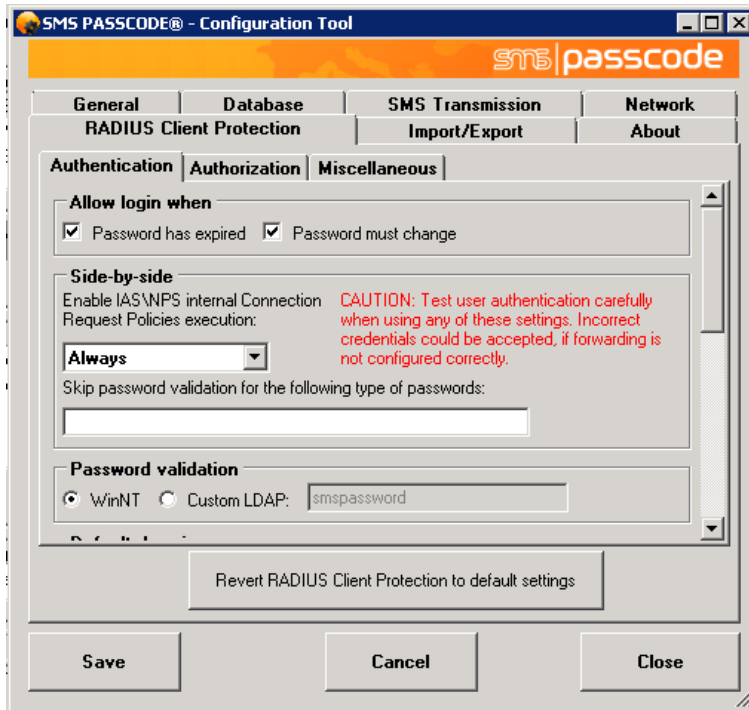 SMS PASSCODE® - Configuration Tool
sms passcode
General Database SMS Transmission Network
RADIUS Client Protection Import/Export About
Authentication Authorization Miscellaneous
Allow login when
Password has expired Password must change
Side-by-side
Enable IAS\NPS internal Connection
Request Policies execution:
CAUTION: Test user authentication carefully
when using any of these settings. Incorrect
credentials could be accepted, if forwarding is
not configured correctly.
Always
Skip password validation for the following type of passwords:
Password validation
WinNT Custom LDAP: smspassword
Revert RADIUS Client Protection to default settings
Save Cancel Close